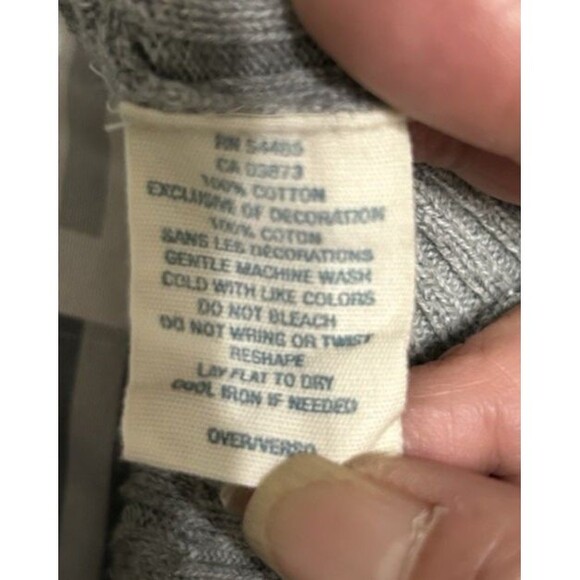 RN 54485
CA 03873
100% COTTON
EXCLUSIVE OF DECORATION
100% COTON
SANS LES DÉCORATIONS
GENTLE MACHINE WASH
COLD WITH LIKE COLORS
DO NOT BLEACH
DO NOT WRING OR TWIST
RESHAPE
LAY FLAT TO DRY
COOL IRON IF NEEDED
OVER/VERSO